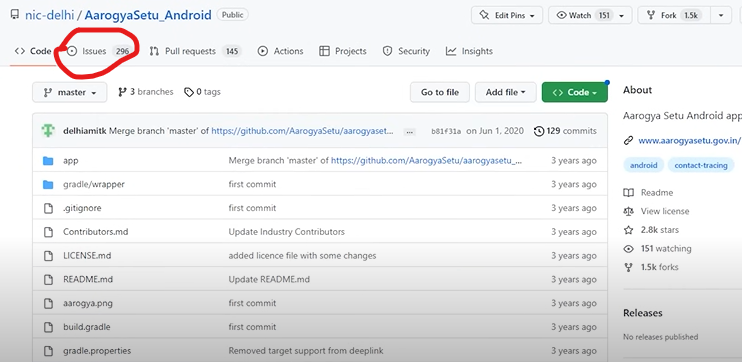 nic-delhi / AarogyaSetu_Android Public
Edit Pins Watch 151 Fork 1.5k
Code Issues 296 Pull requests 145 Actions Projects Security Insights
master 3 branches 0 tags Go to file Add file Code
About
delhiamitk Merge branch 'master' of https://github.com/AarogyaSetu/aarogyaset... ... b81f31a on Jun 1, 2020 129 commits
app Merge branch 'master' of https://github.com/AarogyaSetu/aarogyasetu_... 3 years ago
gradle/wrapper first commit 3 years ago
.gitignore first commit 3 years ago
Contributors.md Update Industry Contributors 3 years ago
LICENSE.md added licence file with some changes 3 years ago
README.md Update README.md 3 years ago
aarogya.png first commit 3 years ago
build.gradle first commit 3 years ago
gradle.properties Removed target support from deeplink 3 years ago
Aarogya Setu Android app
www.aarogyasetu.gov.in/
android contact-tracing
Readme
View license
2.8k stars
151 watching
1.5k forks
Releases
No releases published